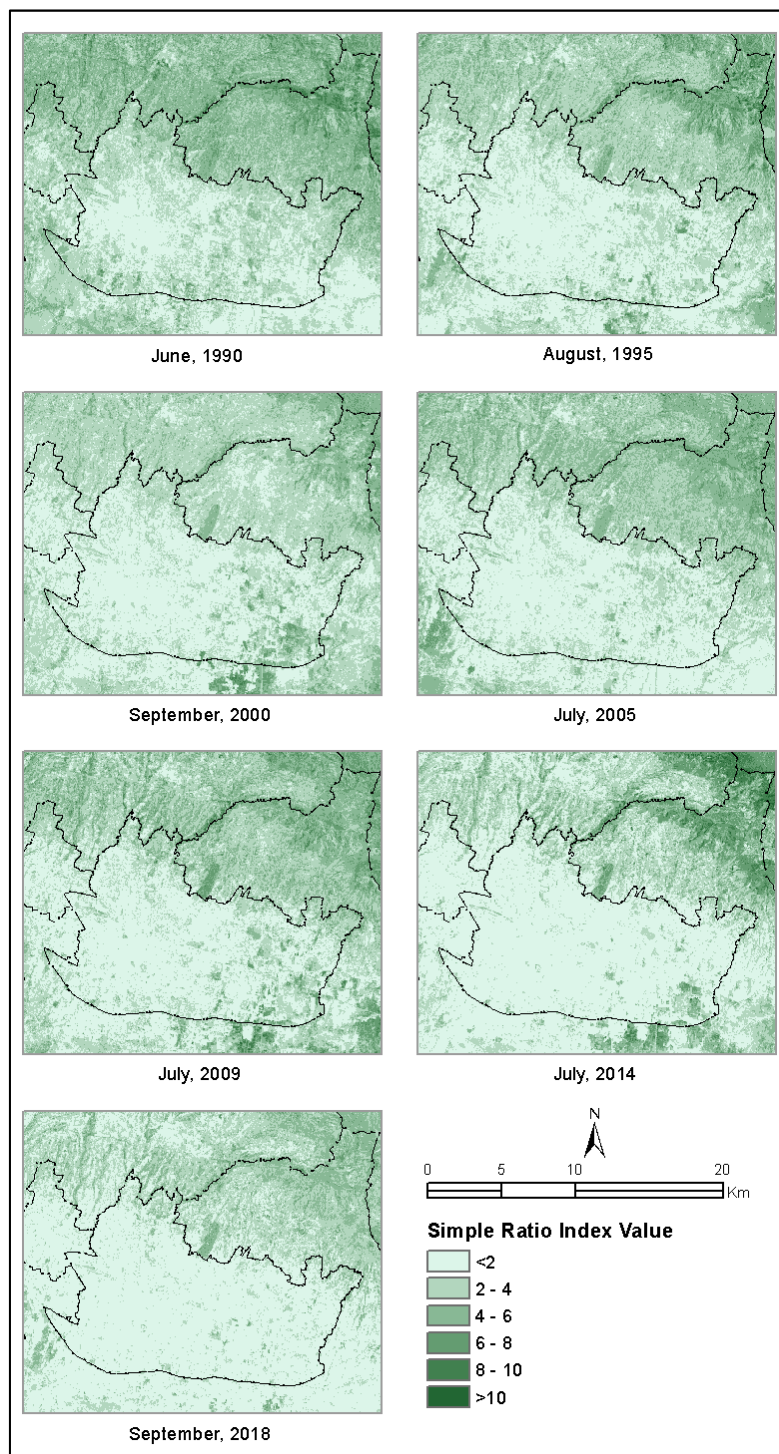 June, 1990
August, 1995
September, 2000
July, 2005
July, 2009
July, 2014
N
0 5 10 20
Km
Simple Ratio Index Value
<2
2 - 4
4 - 6
6 - 8
8 - 10
>10
September, 2018